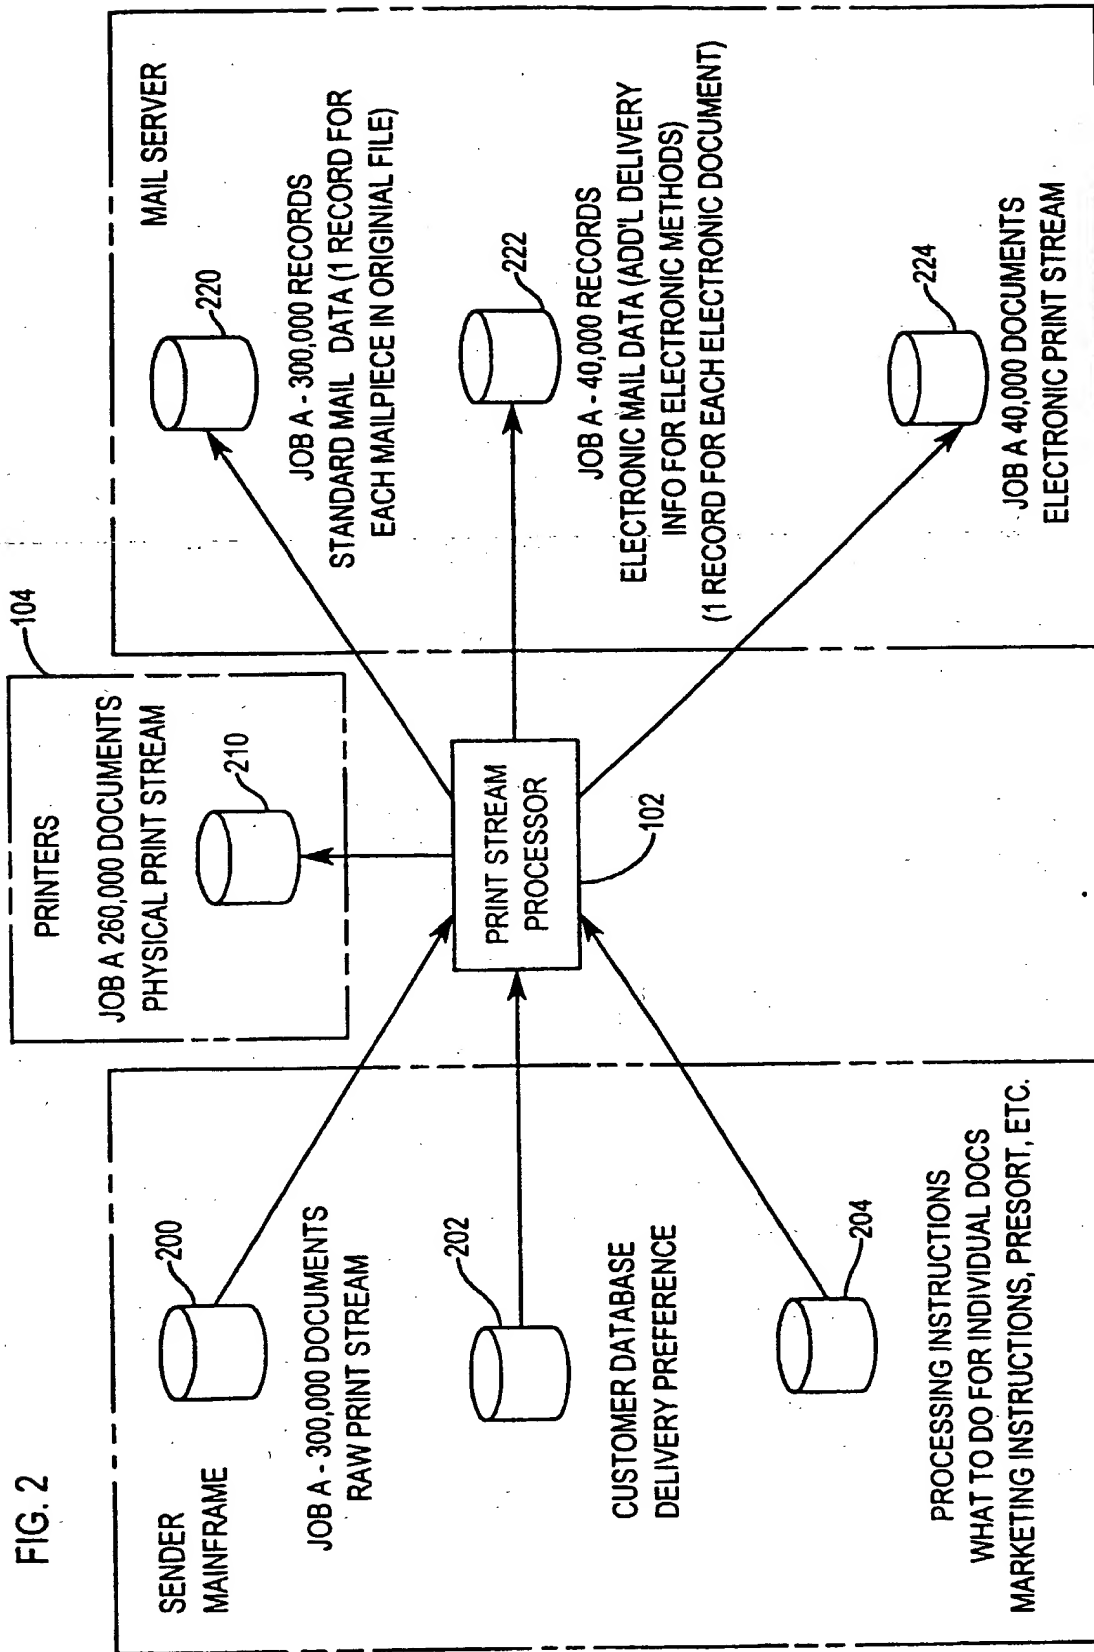 FIG. 2
SENDER
MAINFRAME
200
JOB A - 300,000 DOCUMENTS
RAW PRINT STREAM
202
CUSTOMER DATABASE
DELIVERY PREFERENCE
204
PROCESSING INSTRUCTIONS
WHAT TO DO FOR INDIVIDUAL DOCS
MARKETING INSTRUCTIONS, PRESORT, ETC.
PRINTERS
104
JOB A 260,000 DOCUMENTS
PHYSICAL PRINT STREAM
210
PRINT STREAM
PROCESSOR
102
MAIL SERVER
220
JOB A - 300,000 RECORDS
STANDARD MAIL DATA (1 RECORD FOR
EACH MAILPIECE IN ORIGINIAL FILE)
222
JOB A - 40,000 RECORDS
ELECTRONIC MAIL DATA (ADD'L DELIVERY
INFO FOR ELECTRONIC METHODS)
(1 RECORD FOR EACH ELECTRONIC DOCUMENT)
224
JOB A 40,000 DOCUMENTS
ELECTRONIC PRINT STREAM